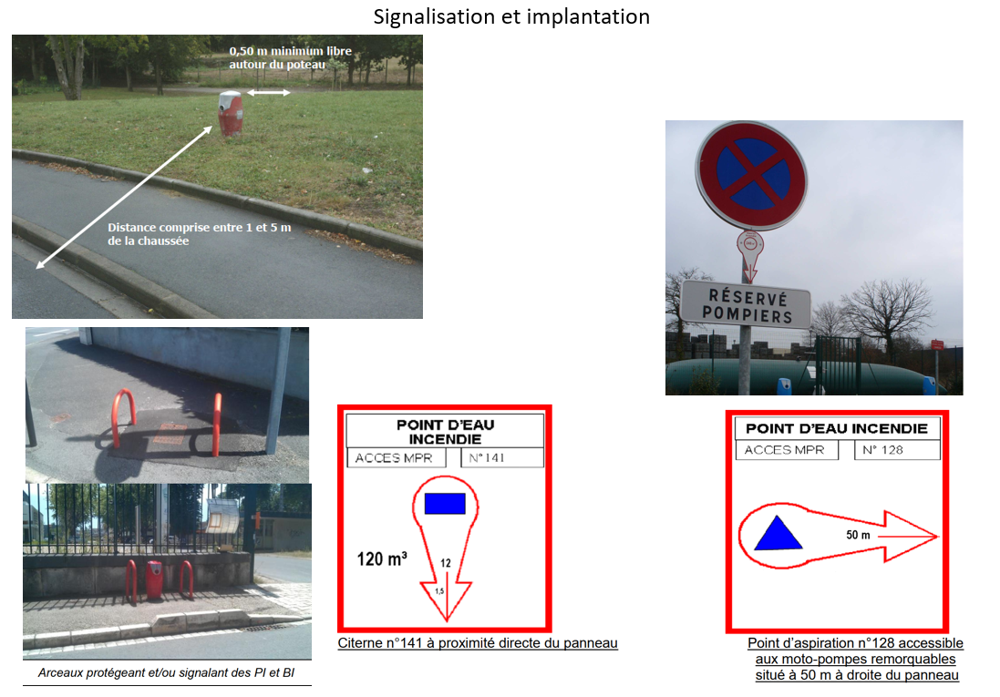 Signalisation et implantation
0,50 m minimum libre
autour du poteau
Distance comprise entre 1 et 5 m
de la chaussée
RÉSERVÉ
POMPIERS
POINT D'EAU
INCENDIE
ACCES MPR
N°141
120 m³
12
1,5
Citerne n°141 à proximité directe du panneau
POINT D'EAU INCENDIE
ACCES MPR
N° 128
50 m
Point d'aspiration n°128 accessible
aux moto-pompes remorquables
situé à 50 m à droite du panneau
Arceaux protégeant et/ou signalant des PI et BI